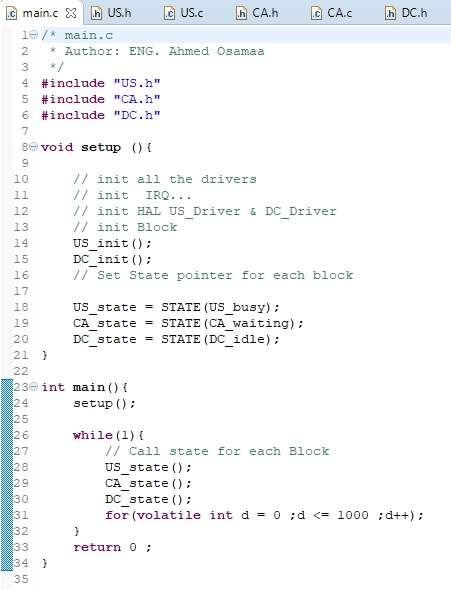 main.c US.h US.c CA.h CA.c DC.h
1 /* main.c
2  * Author: ENG. Ahmed Osamaa
3  */
4 #include "US.h"
5 #include "CA.h"
6 #include "DC.h"
7
8 void setup (){
9
10     // init all the drivers
11     // init  IRQ...
12     // init HAL US_Driver & DC_Driver
13     // init Block
14     US_init();
15     DC_init();
16     // Set State pointer for each block
17
18     US_state = STATE(US_busy);
19     CA_state = STATE(CA_waiting);
20     DC_state = STATE(DC_idle);
21 }
22
23 int main(){
24     setup();
25
26     while(1){
27         // Call state for each Block
28         US_state();
29         CA_state();
30         DC_state();
31         for(volatile int d = 0 ;d <= 1000 ;d++);
32     }
33     return 0 ;
34 }
35